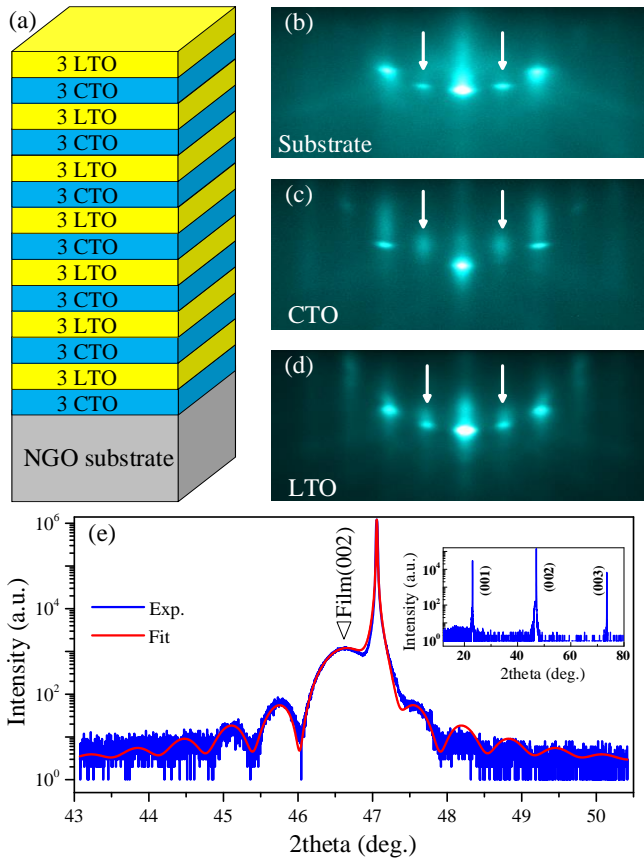 (a)
3 LTO
3 CTO
3 LTO
3 CTO
3 LTO
3 CTO
3 LTO
3 CTO
3 LTO
3 CTO
3 LTO
3 CTO
3 LTO
3 CTO
NGO substrate
(b)
Substrate
(c)
CTO
(d)
LTO
(e)
Intensity (a.u.)
10^6
10^4
10^2
10^0
Exp.
Fit
◁Film(002)
43 44 45 46 47 48 49 50
2theta (deg.)
Intensity (a.u.)
10^4
10^2
10^0
(001)
(002)
(003)
20 40 60 80
2theta (deg.)